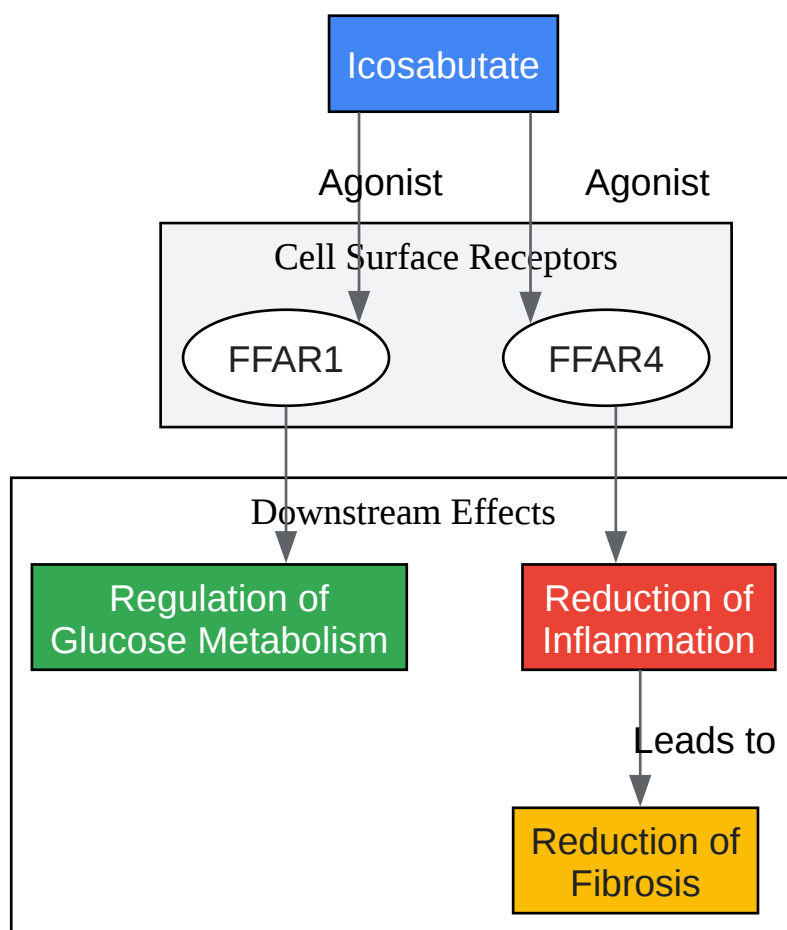 Icosabutate
Agonist Agonist
Cell Surface Receptors
FFAR1 FFAR4
Downstream Effects
Regulation of
Glucose Metabolism
Reduction of
Inflammation
Leads to
Reduction of
Fibrosis